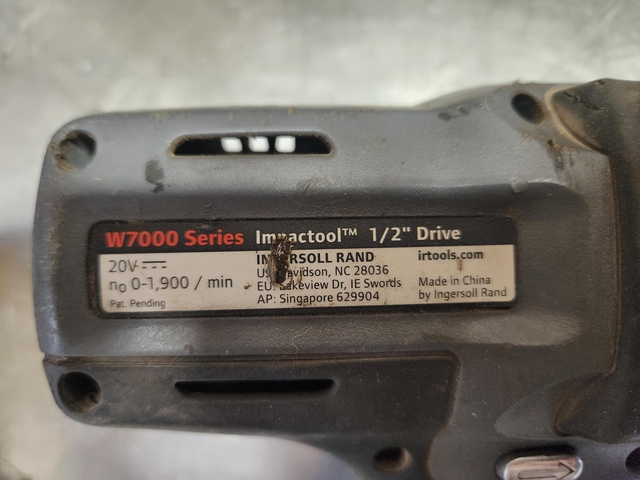 W7000 Series Impactool™ 1/2" Drive
20V⎓
n₀ 0-1,900 / min
Pat. Pending
INGERSOLL RAND
US: Davidson, NC 28036
EU: Lakeview Dr, IE Swords
AP: Singapore 629904
irtools.com
Made in China
by Ingersoll Rand